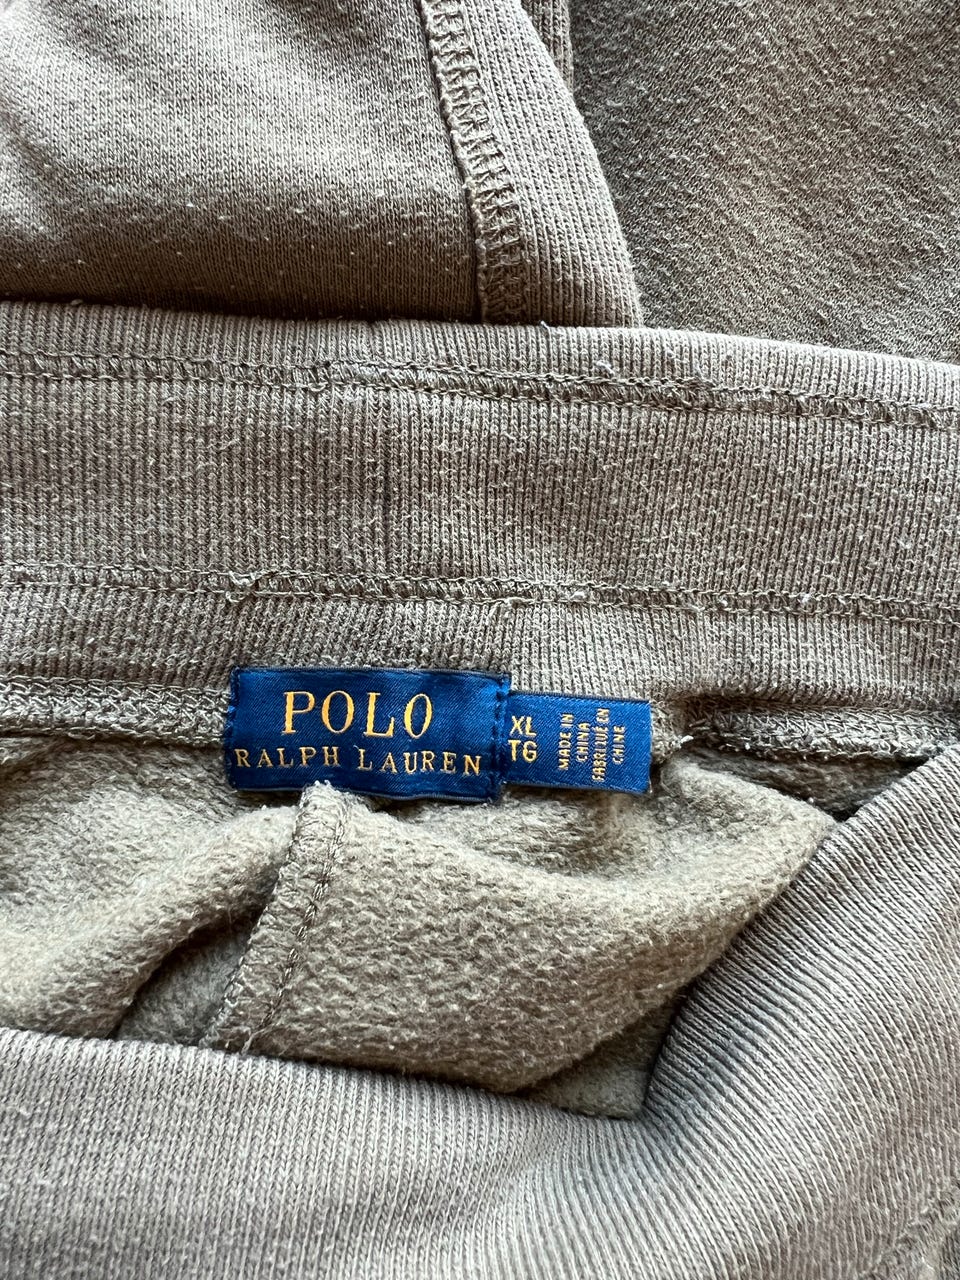 POLO
RALPH LAUREN
XL
TG
MADE IN
CHINA
FABRIQUÉ EN
CHINE